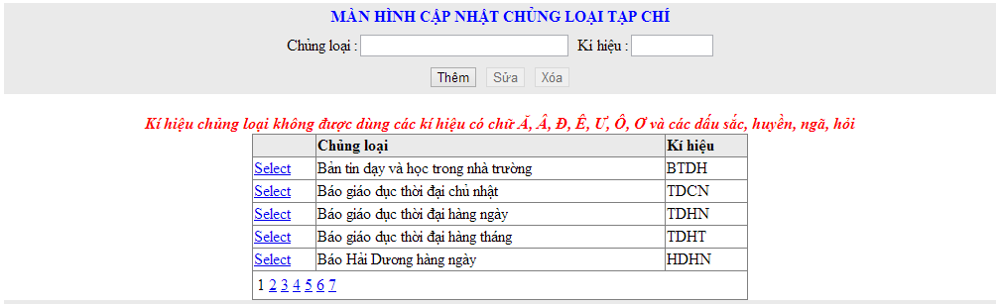 MÀN HÌNH CẬP NHẬT CHỦNG LOẠI TẠP CHÍ
Chủng loại : Kí hiệu :
Thêm Sửa Xóa
Kí hiệu chủng loại không được dùng các kí hiệu có chữ Ă, Â, Đ, Ê, Ư, Ô, Ơ và các dấu sắc, huyền, ngã, hỏi
Chủng loại Kí hiệu
Select Bản tin dạy và học trong nhà trường BTDH
Select Báo giáo dục thời đại chủ nhật TDCN
Select Báo giáo dục thời đại hàng ngày TDHN
Select Báo giáo dục thời đại hàng tháng TDHT
Select Báo Hải Dương hàng ngày HDHN
1 2 3 4 5 6 7